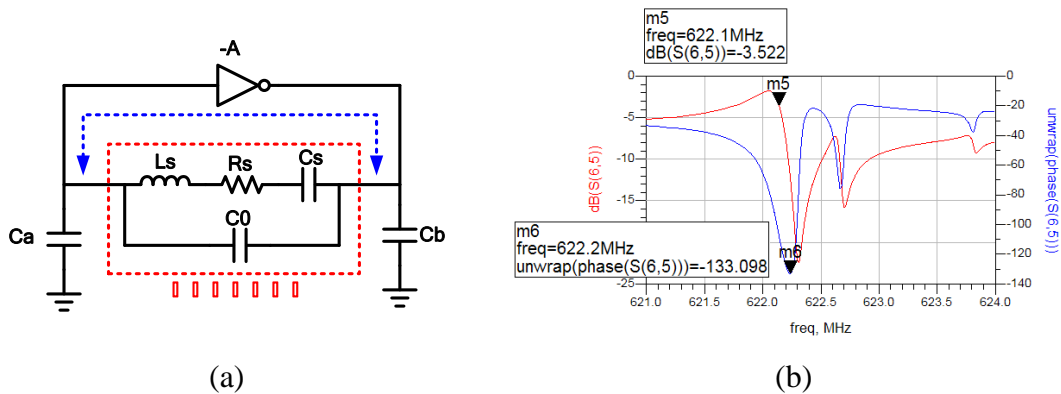 -A
Ls
Rs
Cs
C0
Ca
Cb
(a)
m5
freq=622.1MHz
dB(S(6,5))=-3.522
m5
m6
freq=622.2MHz
unwrap(phase(S(6,5)))=-133.098
m6
dB(S(6,5))
0
-5
-10
-15
-25
0
-20
-40
-60
-80
-100
-120
-140
unwrap(phase(S(6,5)))
621.0
621.5
622.0
622.5
623.0
623.5
624.0
freq, MHz
(b)